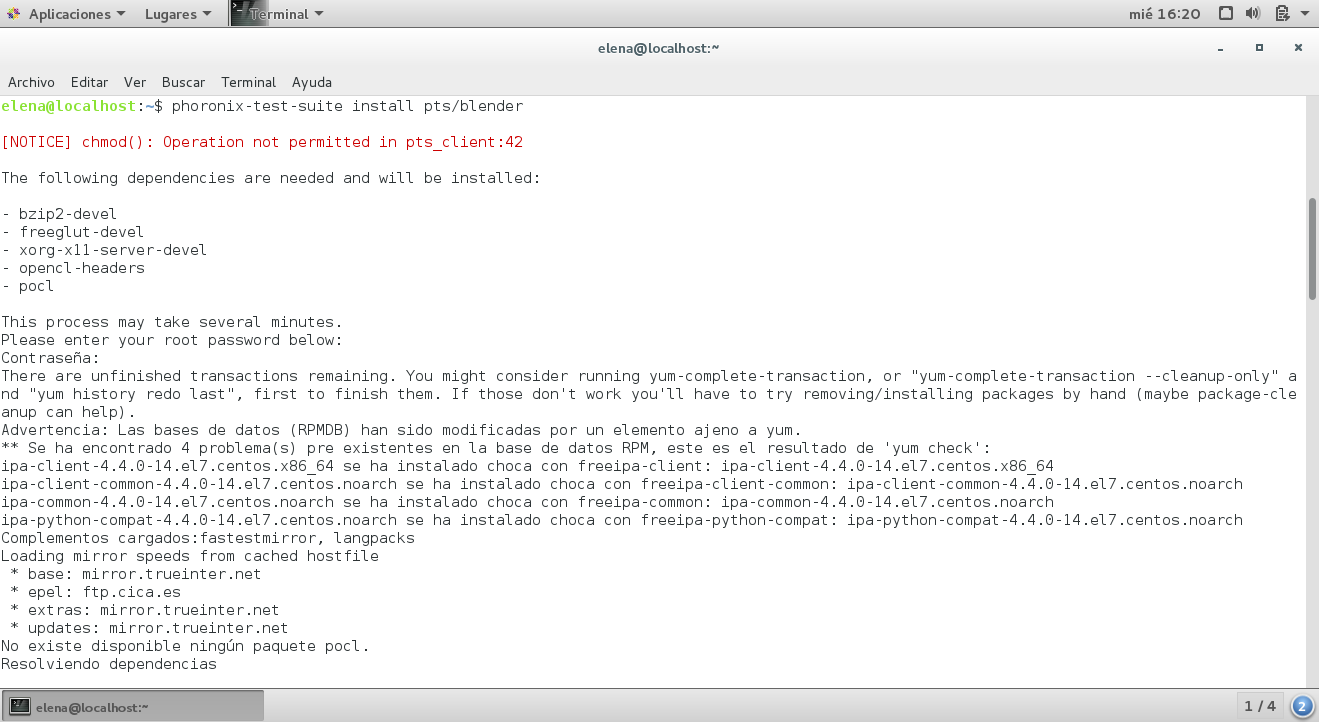 Aplicaciones Lugares Terminal mié 16:20
elena@localhost:~
Archivo Editar Ver Buscar Terminal Ayuda
elena@localhost:~$ phoronix-test-suite install pts/blender
[NOTICE] chmod(): Operation not permitted in pts_client:42
The following dependencies are needed and will be installed:
- bzip2-devel
- freeglut-devel
- xorg-x11-server-devel
- opencl-headers
- pocl
This process may take several minutes.
Please enter your root password below:
Contraseña:
There are unfinished transactions remaining. You might consider running yum-complete-transaction, or "yum-complete-transaction --cleanup-only" a
nd "yum history redo last", first to finish them. If those don't work you'll have to try removing/installing packages by hand (maybe package-cle
anup can help).
Advertencia: Las bases de datos (RPMDB) han sido modificadas por un elemento ajeno a yum.
** Se ha encontrado 4 problema(s) pre existentes en la base de datos RPM, este es el resultado de 'yum check':
ipa-client-4.4.0-14.el7.centos.x86_64 se ha instalado choca con freeipa-client: ipa-client-4.4.0-14.el7.centos.x86_64
ipa-client-common-4.4.0-14.el7.centos.noarch se ha instalado choca con freeipa-client-common: ipa-client-common-4.4.0-14.el7.centos.noarch
ipa-common-4.4.0-14.el7.centos.noarch se ha instalado choca con freeipa-common: ipa-common-4.4.0-14.el7.centos.noarch
ipa-python-compat-4.4.0-14.el7.centos.noarch se ha instalado choca con freeipa-python-compat: ipa-python-compat-4.4.0-14.el7.centos.noarch
Complementos cargados:fastestmirror, langpacks
Loading mirror speeds from cached hostfile
* base: mirror.trueinter.net
* epel: ftp.cica.es
* extras: mirror.trueinter.net
* updates: mirror.trueinter.net
No existe disponible ningún paquete pocl.
Resolviendo dependencias
elena@localhost:~ 1 / 4 2